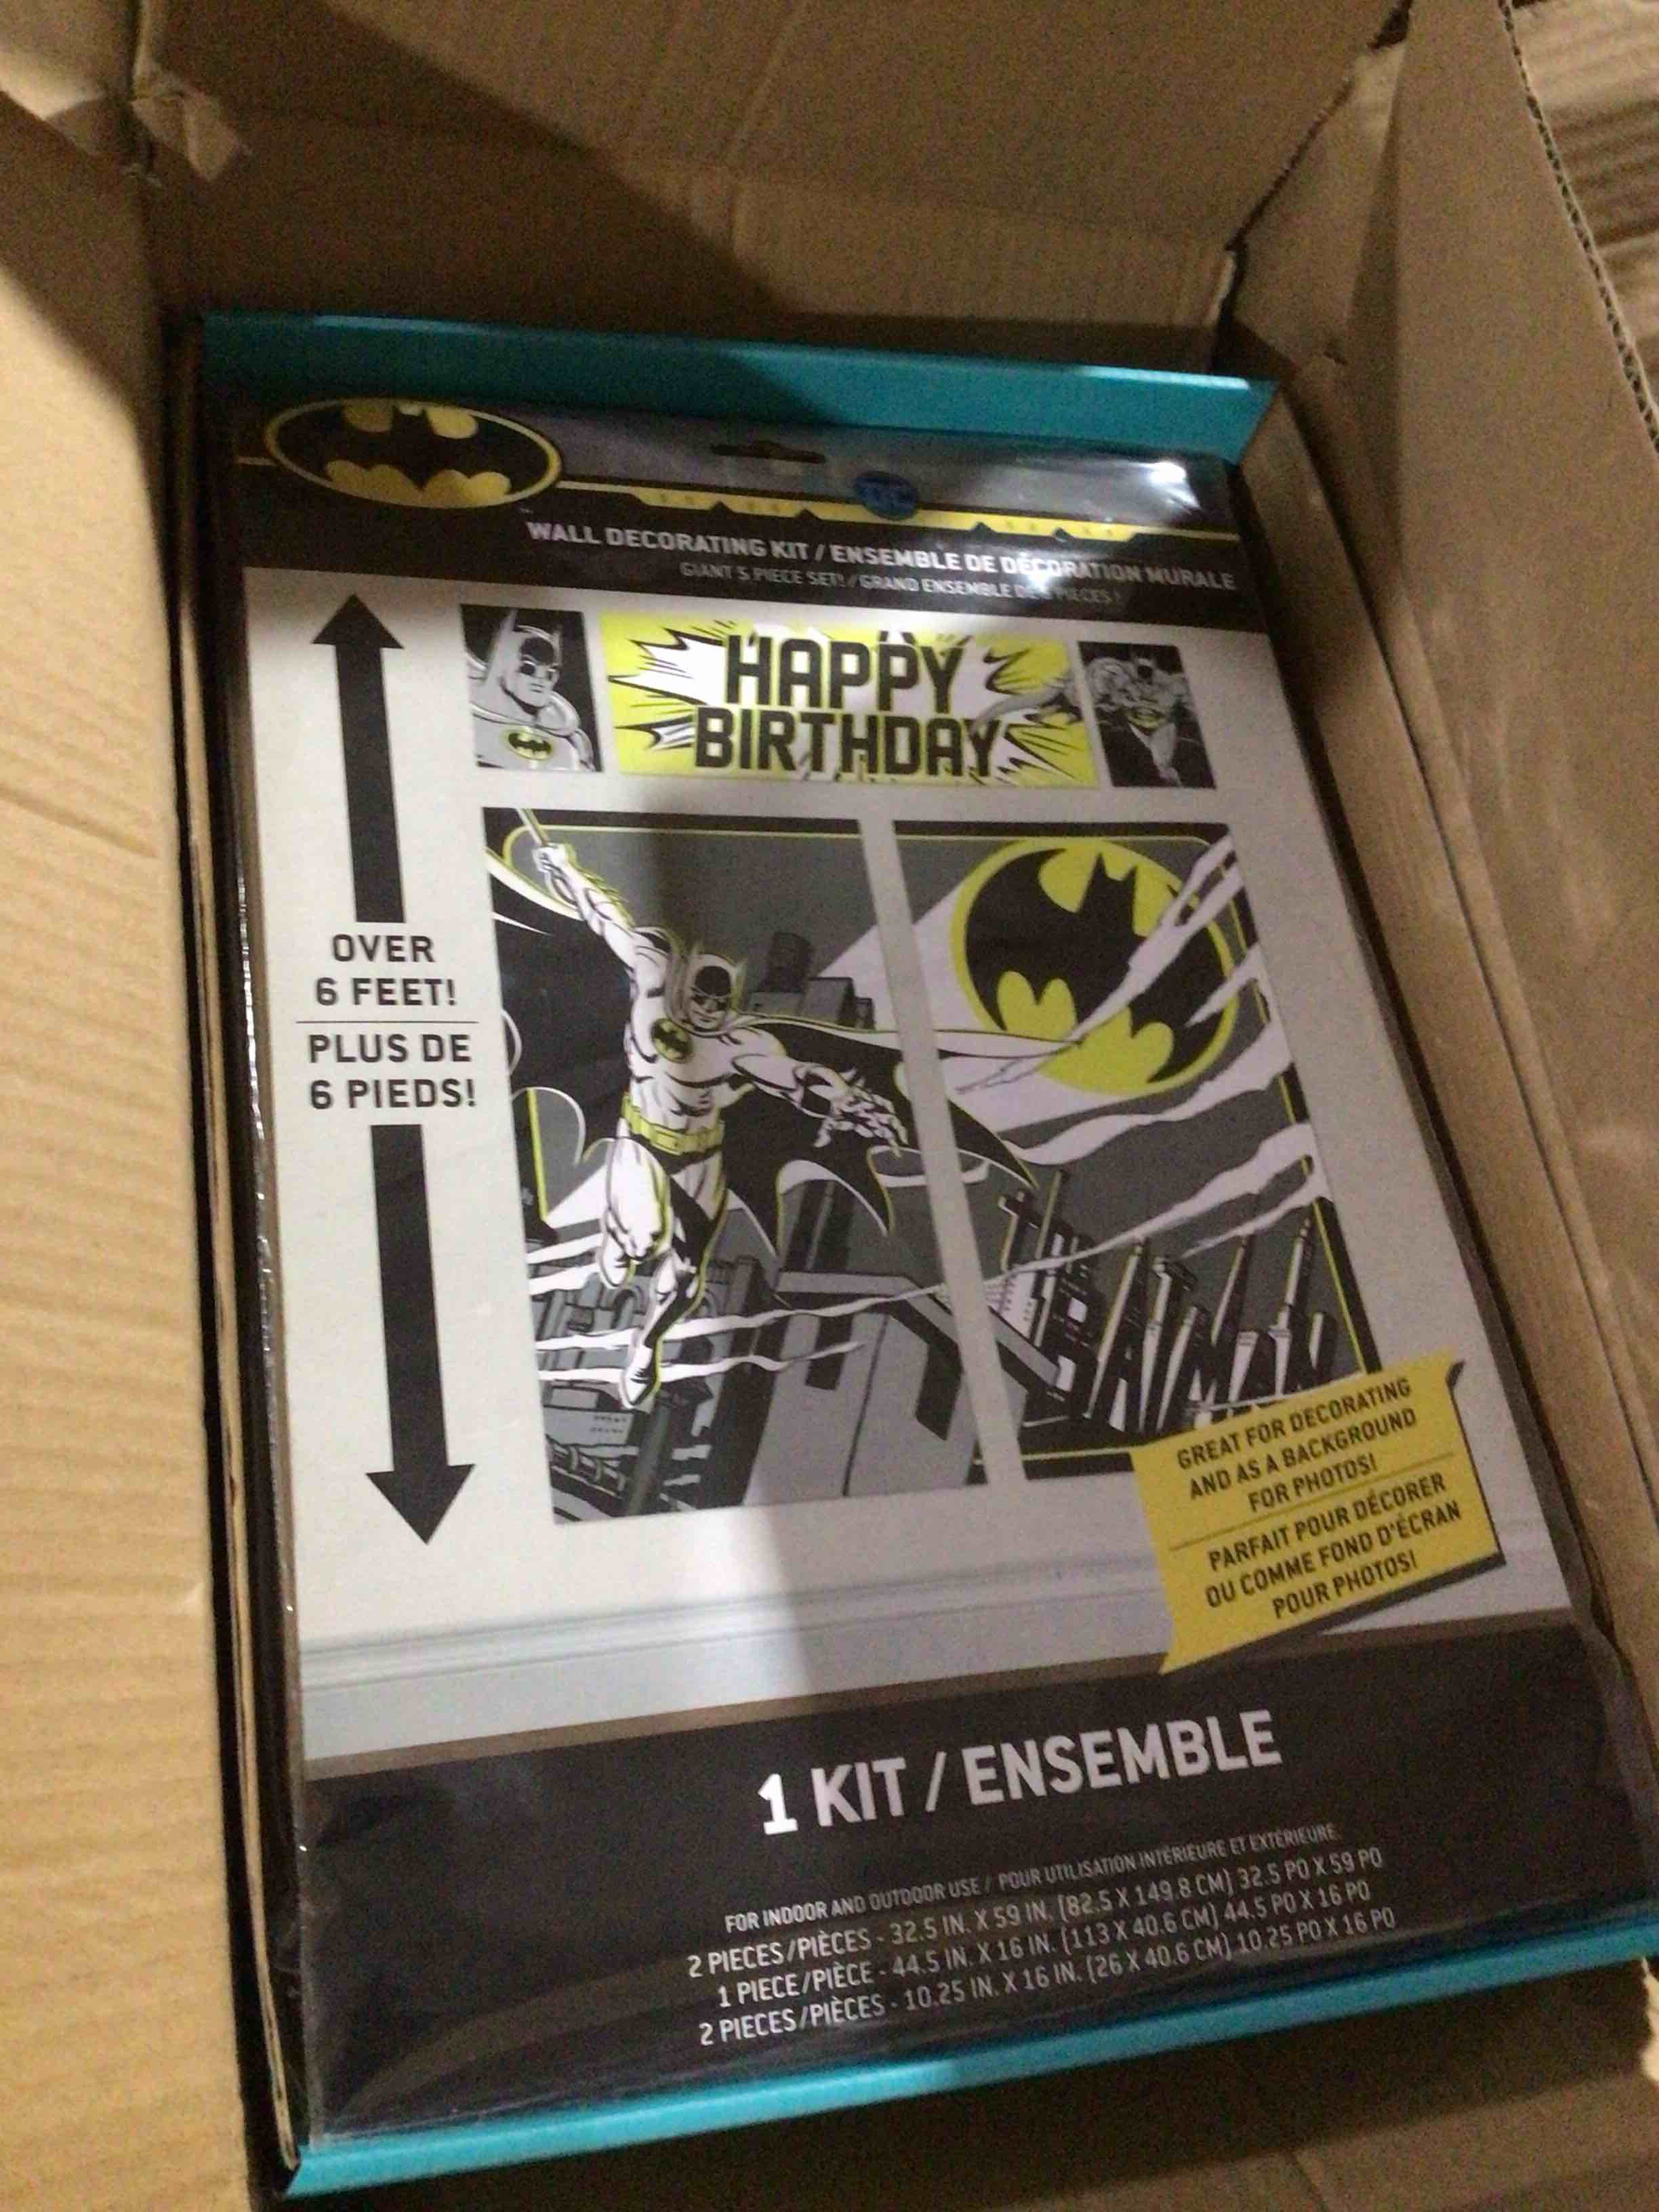 DC
WALL DECORATING KIT / ENSEMBLE DE DÉCORATION MURALE
GIANT 5 PIECE SET! / GRAND ENSEMBLE DE 5 PIÈCES!
HAPPY
BIRTHDAY
OVER
6 FEET!
PLUS DE
6 PIEDS!
THE
BATMAN
GREAT FOR DECORATING
AND AS A BACKGROUND
FOR PHOTOS!
PARFAIT POUR DÉCORER
OU COMME FOND D'ÉCRAN
POUR PHOTOS!
1 KIT / ENSEMBLE
FOR INDOOR AND OUTDOOR USE / POUR UTILISATION INTÉRIEURE ET EXTÉRIEURE
2 PIECES/PIÈCES - 32.5 IN. X 59 IN. (82.5 X 149.8 CM) 32.5 PO X 59 PO
1 PIECE/PIÈCE - 44.5 IN. X 16 IN. (113 X 40.6 CM) 44.5 PO X 16 PO
2 PIECES/PIÈCES - 10.25 IN. X 16 IN. (26 X 40.6 CM) 10.25 PO X 16 PO